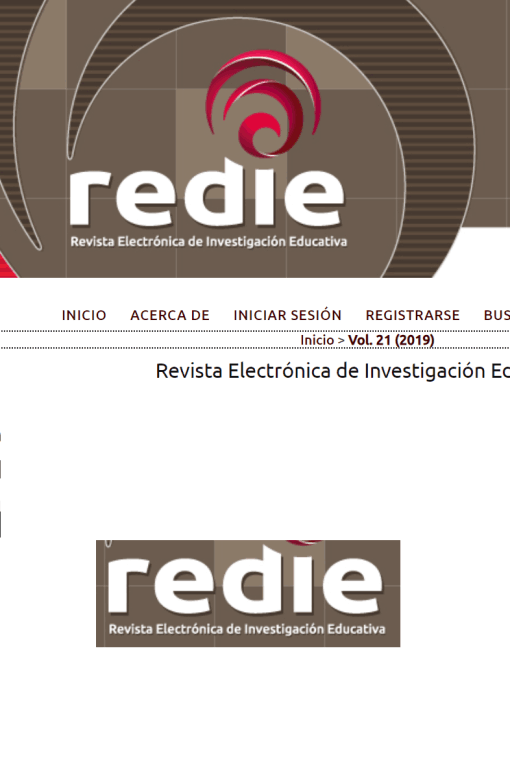 redie
Revista Electrónica de Investigación Educativa
INICIO ACERCA DE INICIAR SESIÓN REGISTRARSE BUS
Inicio > Vol. 21 (2019)
Revista Electrónica de Investigación Ed
redie
Revista Electrónica de Investigación Educativa